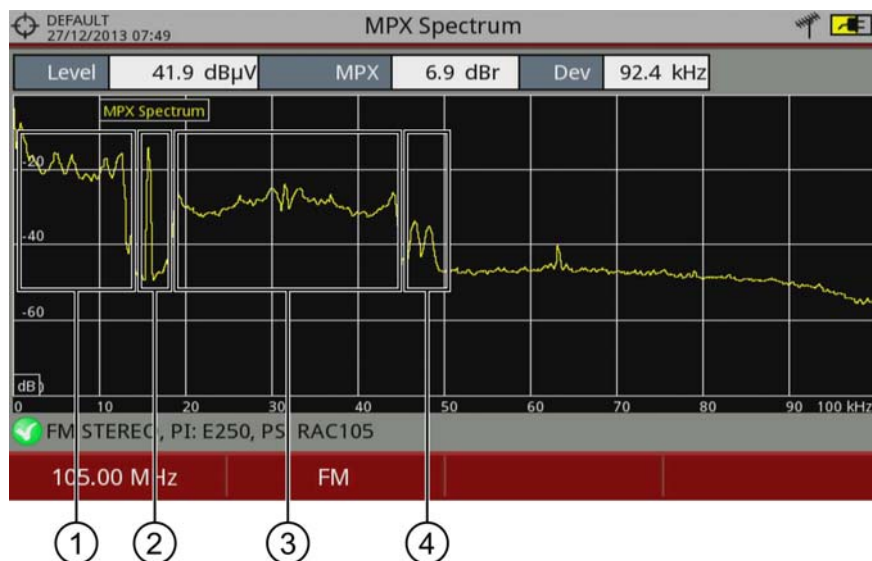 DEFAULT
27/12/2013 07:49
MPX Spectrum
Level 41.9 dBµV MPX 6.9 dBr Dev 92.4 kHz
MPX Spectrum
-20
-40
-60
dB
0 10 20 30 40 50 60 70 80 90 100 kHz
FM STEREO, PI: E250, PS: RAC105
105.00 MHz FM
1 2 3 4